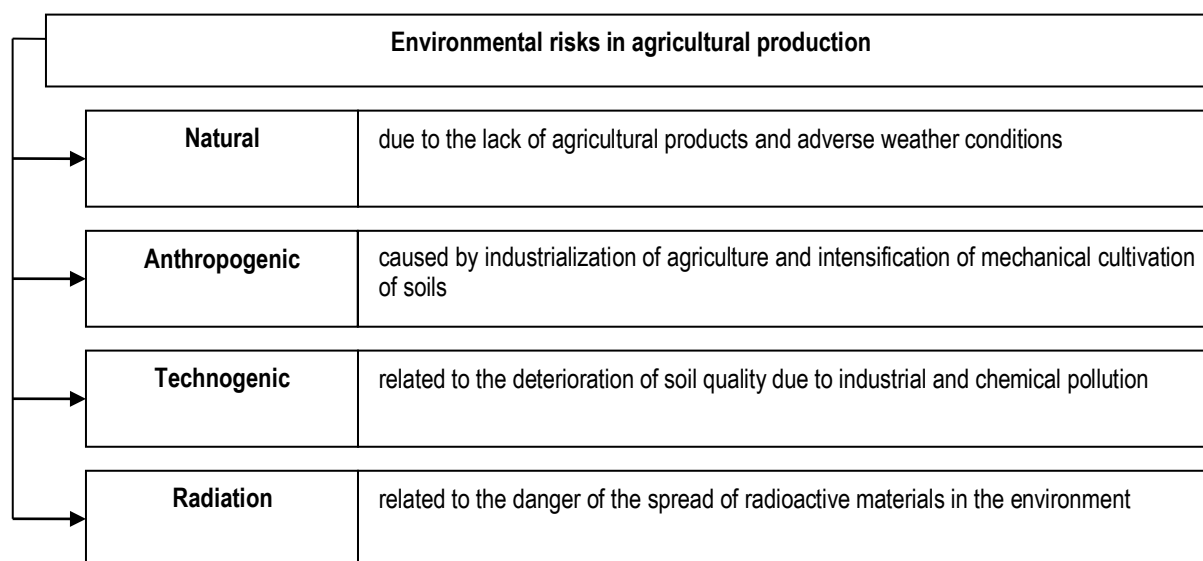 Environmental risks in agricultural production
Natural
due to the lack of agricultural products and adverse weather conditions
Anthropogenic
caused by industrialization of agriculture and intensification of mechanical cultivation
of soils
Technogenic
related to the deterioration of soil quality due to industrial and chemical pollution
Radiation
related to the danger of the spread of radioactive materials in the environment